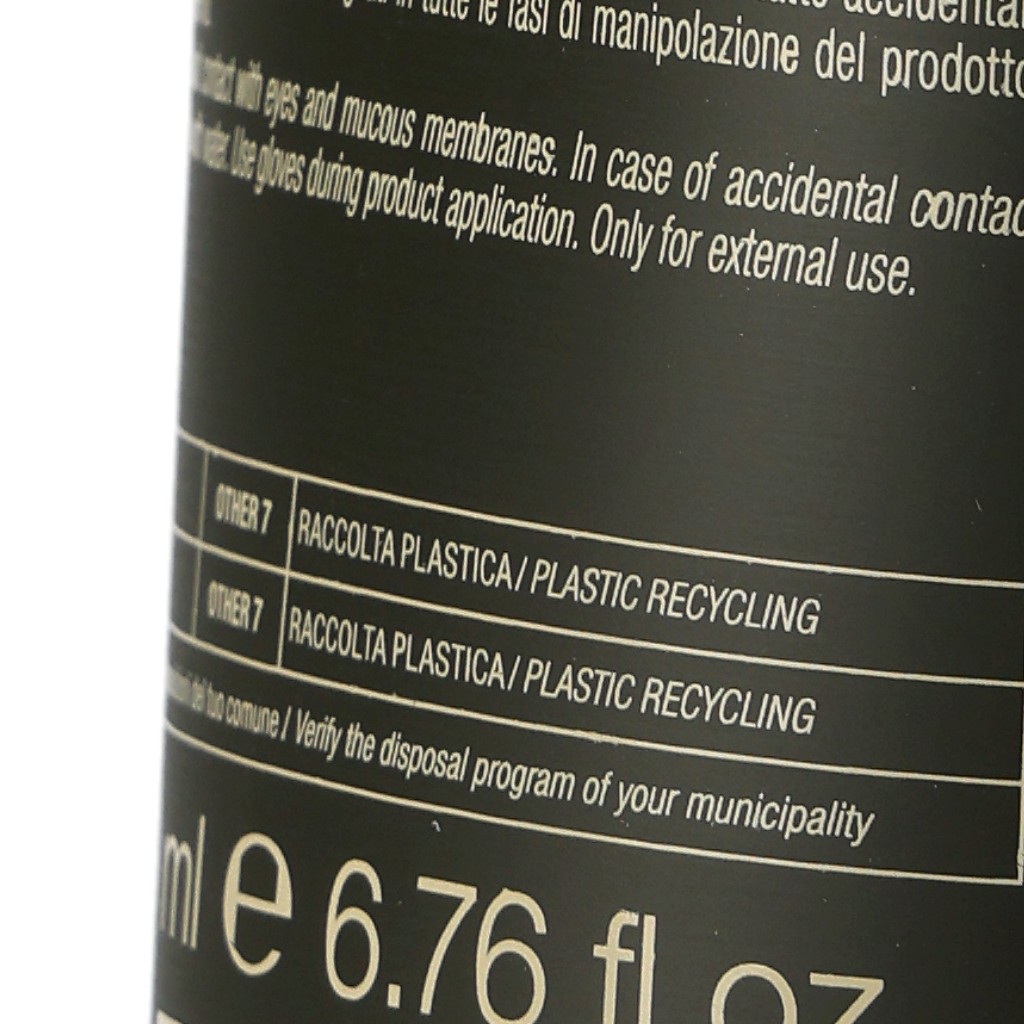 in tutte le fasi di manipolazione del prodotto
contact with eyes and mucous membranes. In case of accidental contac
water. Use gloves during product application. Only for external use.
OTHER 7 RACCOLTA PLASTICA / PLASTIC RECYCLING
OTHER 7 RACCOLTA PLASTICA / PLASTIC RECYCLING
del tuo comune / Verify the disposal program of your municipality
ml e 6.76 fl oz